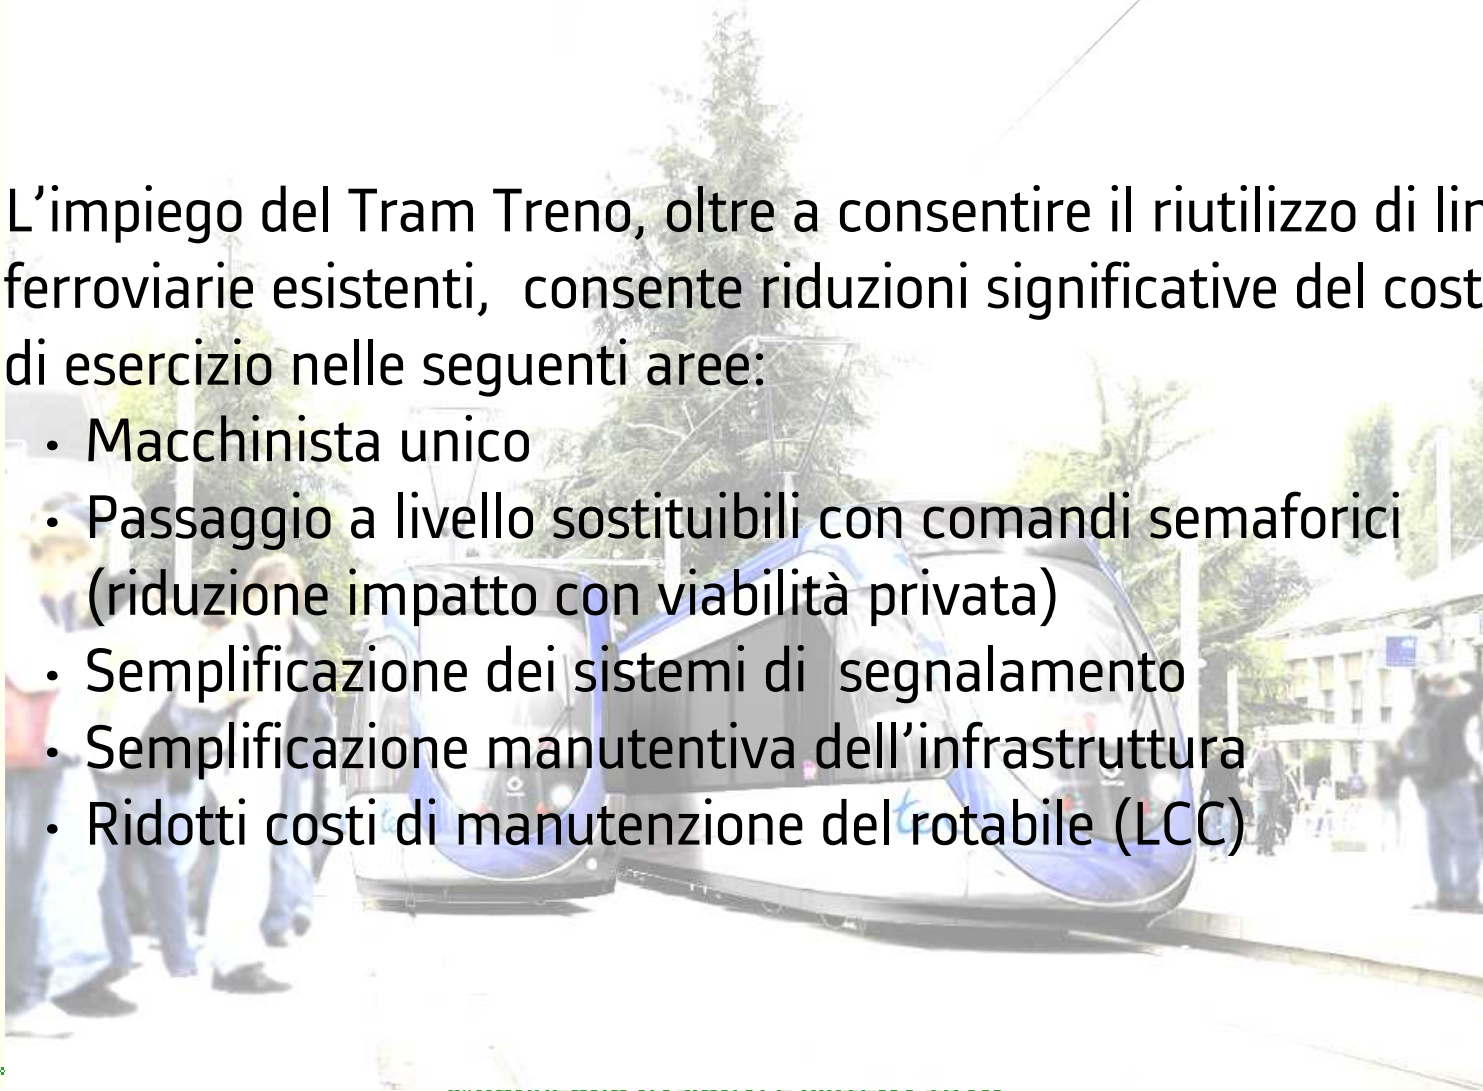 L’impiego del Tram Treno, oltre a consentire il riutilizzo di
ferroviarie esistenti,  consente riduzioni significative del
di esercizio nelle seguenti aree:
• Macchinista unico
• Passaggio a livello sostituibili con comandi semaforici
(riduzione impatto con viabilità privata)
• Semplificazione dei sistemi di  segnalamento
• Semplificazione manutentiva dell’infrastruttura
• Ridotti costi di manutenzione del rotabile (LCC)